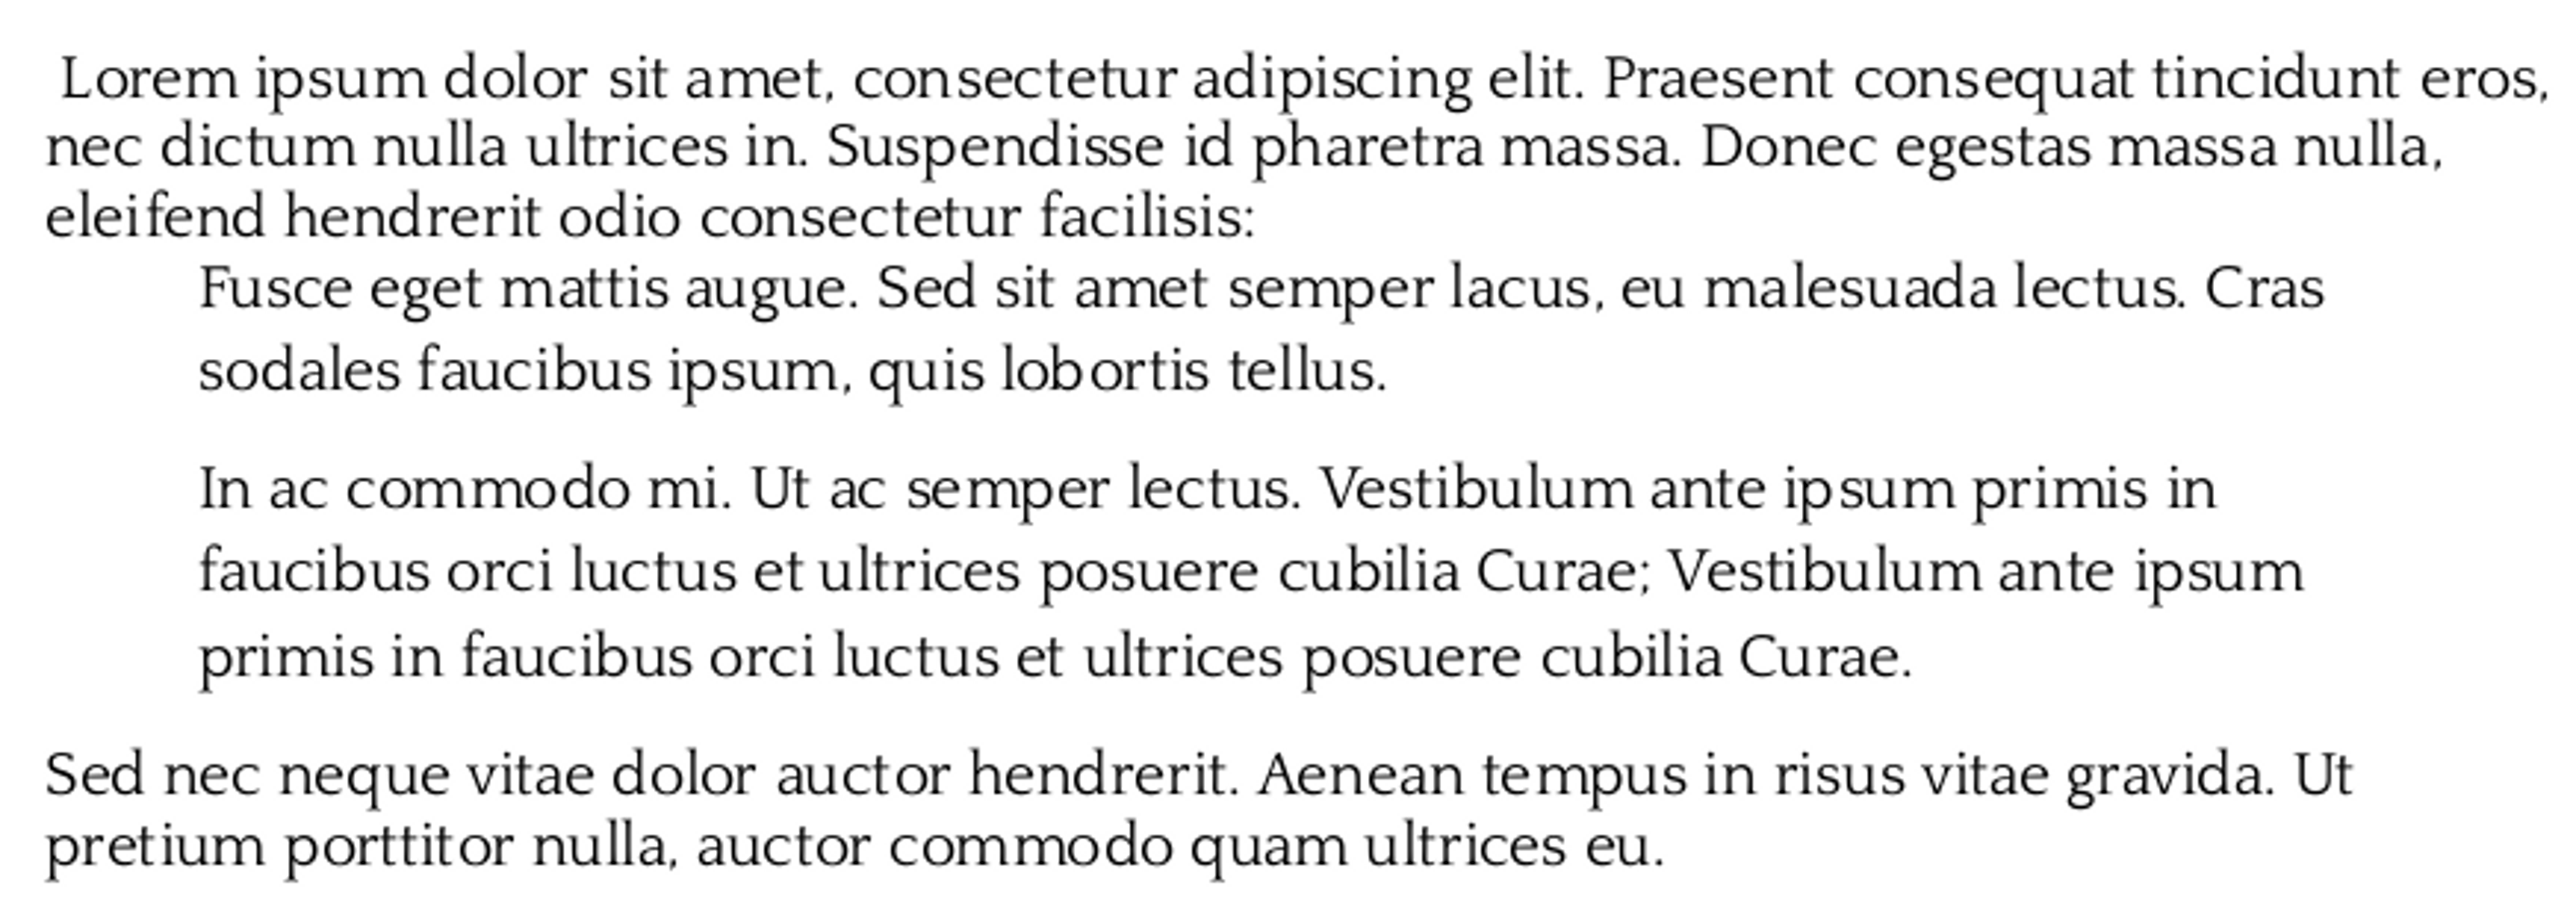 Lorem ipsum dolor sit amet, consectetur adipiscing elit. Praesent consequat tincidunt eros,
nec dictum nulla ultrices in. Suspendisse id pharetra massa. Donec egestas massa nulla,
eleifend hendrerit odio consectetur facilisis:
Fusce eget mattis augue. Sed sit amet semper lacus, eu malesuada lectus. Cras
sodales faucibus ipsum, quis lobortis tellus.
In ac commodo mi. Ut ac semper lectus. Vestibulum ante ipsum primis in
faucibus orci luctus et ultrices posuere cubilia Curae; Vestibulum ante ipsum
primis in faucibus orci luctus et ultrices posuere cubilia Curae.
Sed nec neque vitae dolor auctor hendrerit. Aenean tempus in risus vitae gravida. Ut
pretium porttitor nulla, auctor commodo quam ultrices eu.